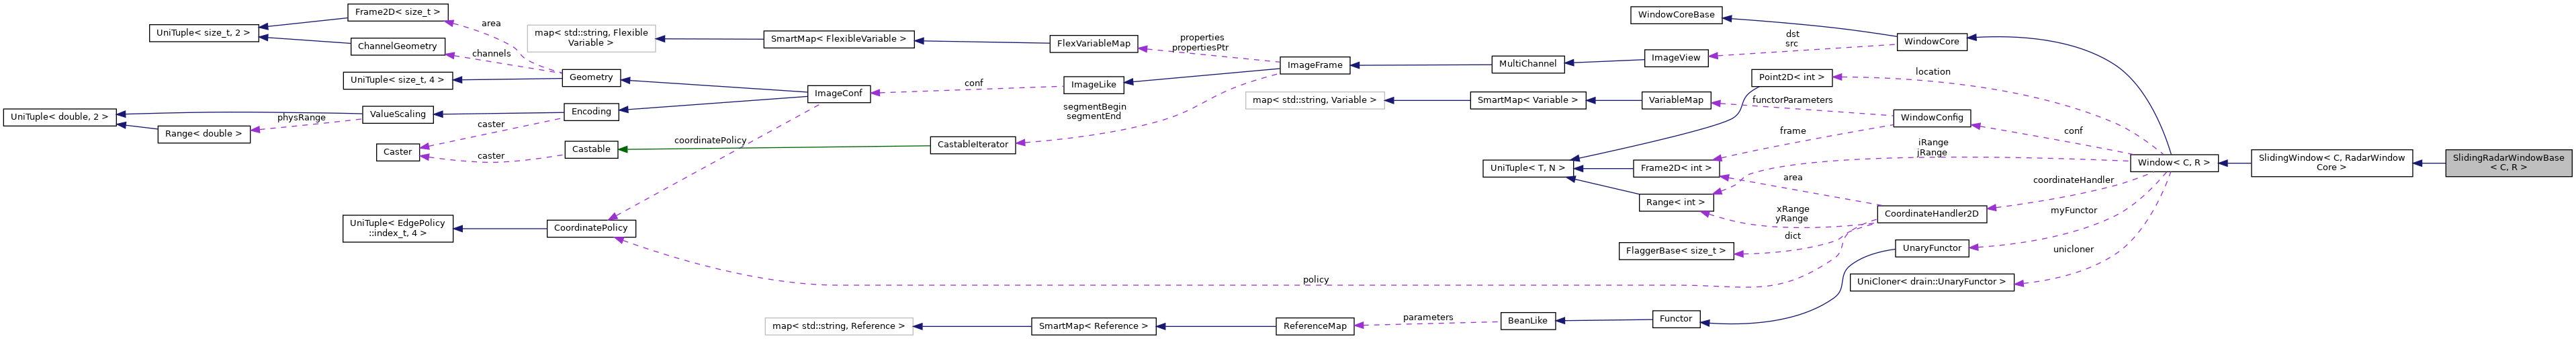 Frame2D< size_t >
UniTuple< size_t, 2 >
ChannelGeometry
area
channels
UniTuple< size_t, 4 >
Geometry
UniTuple< double, 2 >
ValueScaling
Range< double >
physRange
Encoding
Caster
caster
caster
Castable
UniTuple< EdgePolicy
::index_t, 4 >
CoordinatePolicy
coordinatePolicy
map< std::string, Flexible
Variable >
SmartMap< FlexibleVariable >
FlexVariableMap
properties
propertiesPtr
ImageConf
conf
ImageLike
ImageFrame
segmentBegin
segmentEnd
CastableIterator
MultiChannel
ImageView
dst
src
WindowCoreBase
WindowCore
map< std::string, Variable >
SmartMap< Variable >
VariableMap
Point2D< int >
location
functorParameters
WindowConfig
conf
frame
iRange
jRange
UniTuple< T, N >
Frame2D< int >
Range< int >
area
xRange
yRange
CoordinateHandler2D
coordinateHandler
dict
FlaggerBase< size_t >
policy
myFunctor
UnaryFunctor
unicloner
UniCloner< drain::UnaryFunctor >
map< std::string, Reference >
SmartMap< Reference >
ReferenceMap
parameters
BeanLike
Functor
Window< C, R >
SlidingWindow< C, RadarWindow
Core >
SlidingRadarWindowBase
< C, R >